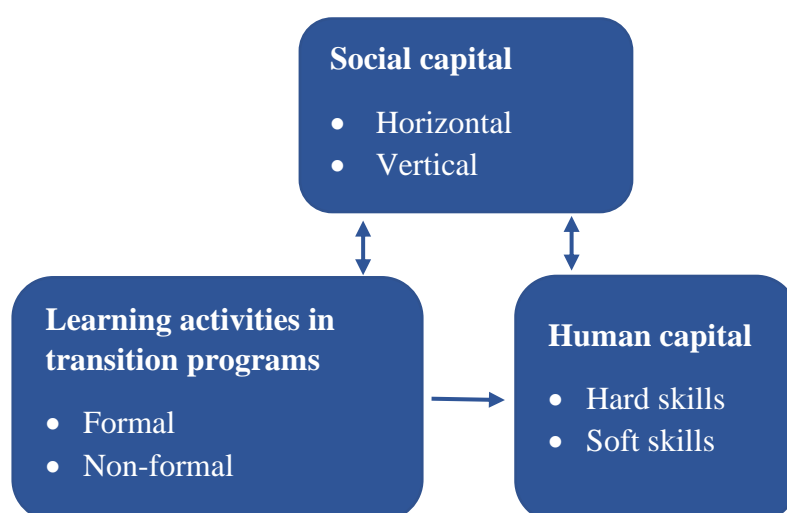 Social capital
• Horizontal
• Vertical
Learning activities in
transition programs
• Formal
• Non-formal
Human capital
• Hard skills
• Soft skills